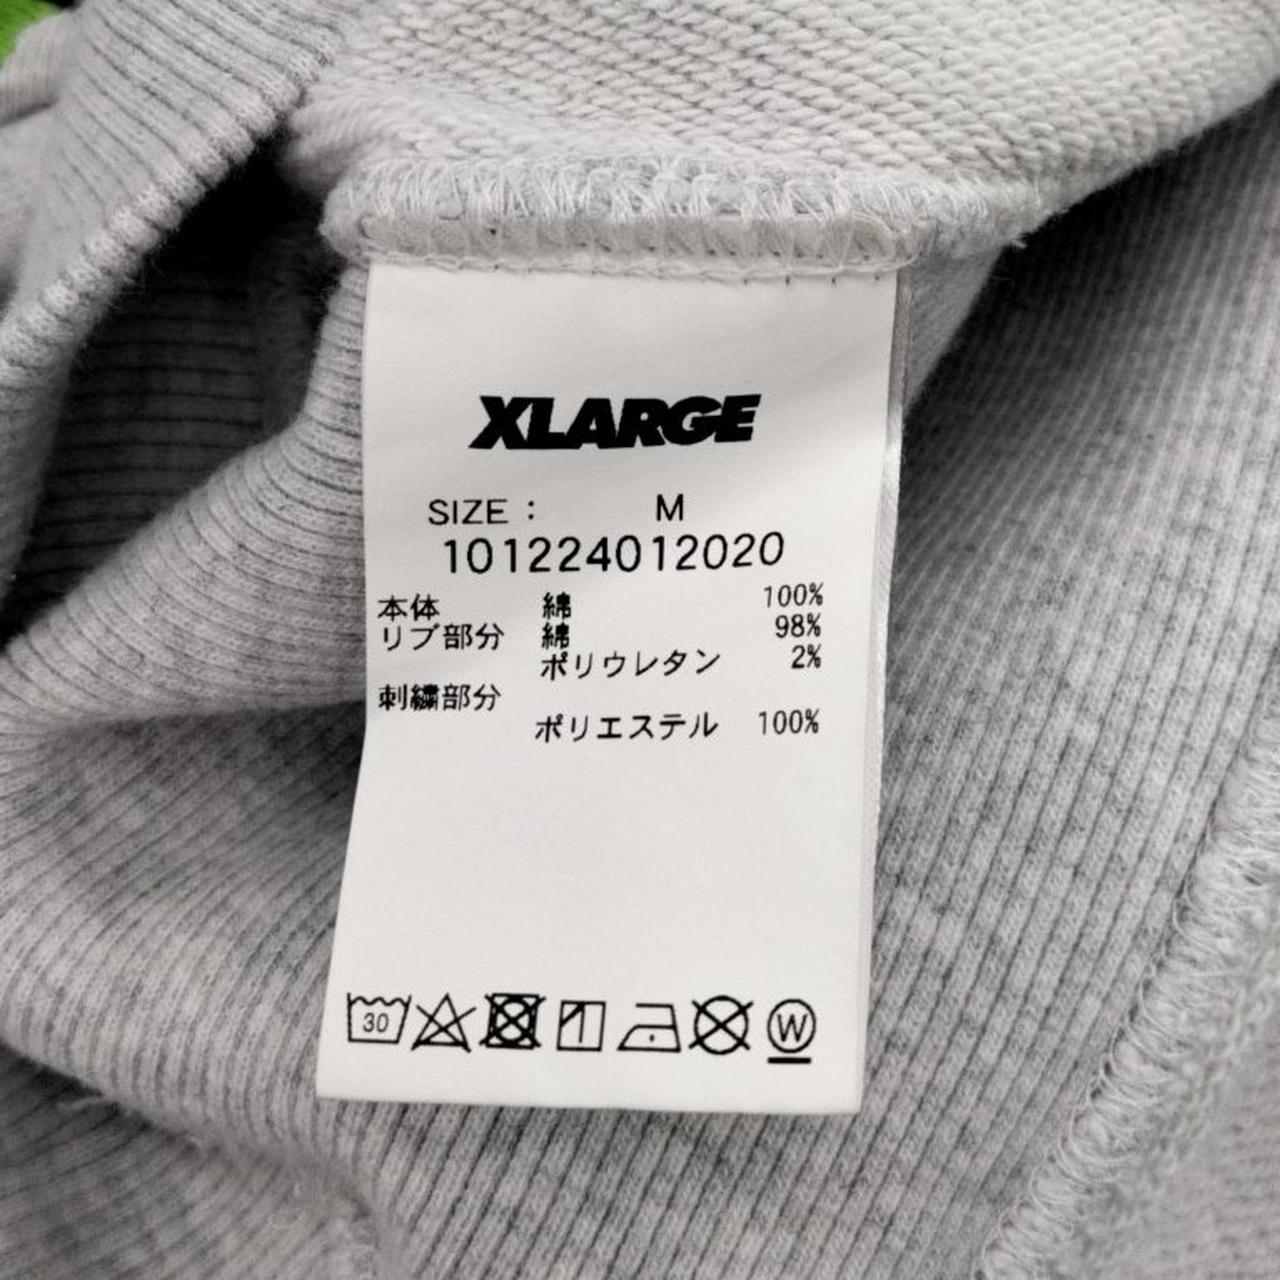 XLARGE
SIZE : M
101224012020
本体 綿 100%
リブ部分 綿 98%
ポリウレタン 2%
刺繍部分
ポリエステル 100%
30 W